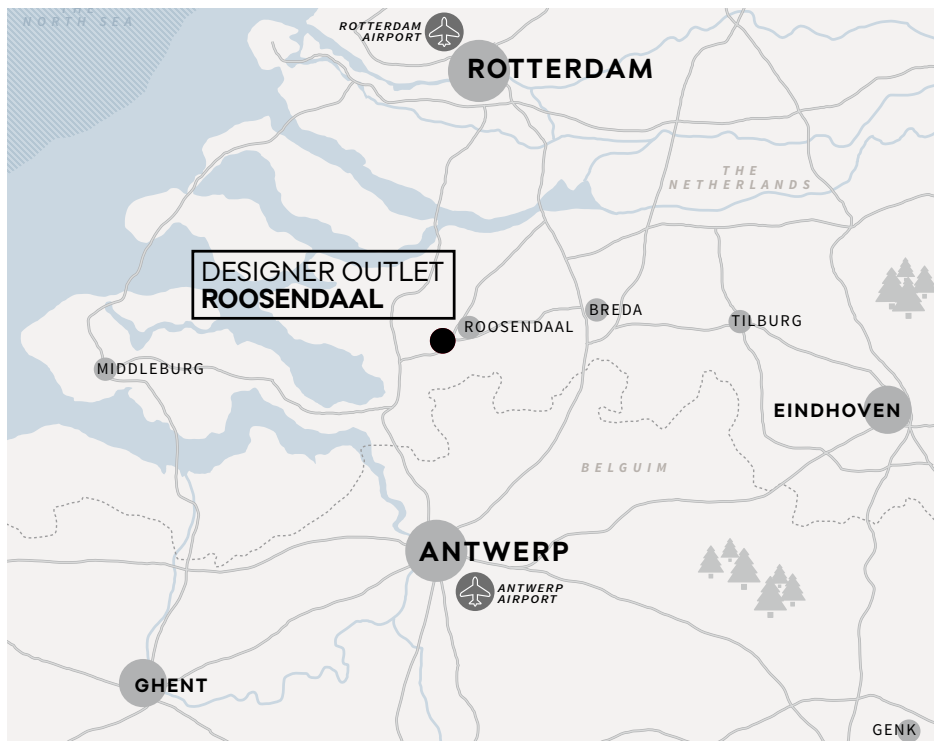 NORTH SEA
ROTTERDAM
AIRPORT
ROTTERDAM
THE
NETHERLANDS
DESIGNER OUTLET
ROOSENDAAL
ROOSENDAAL
BREDA
TILBURG
MIDDLEBURG
EINDHOVEN
BELGUIM
ANTWERP
ANTWERP
AIRPORT
GHENT
GENK